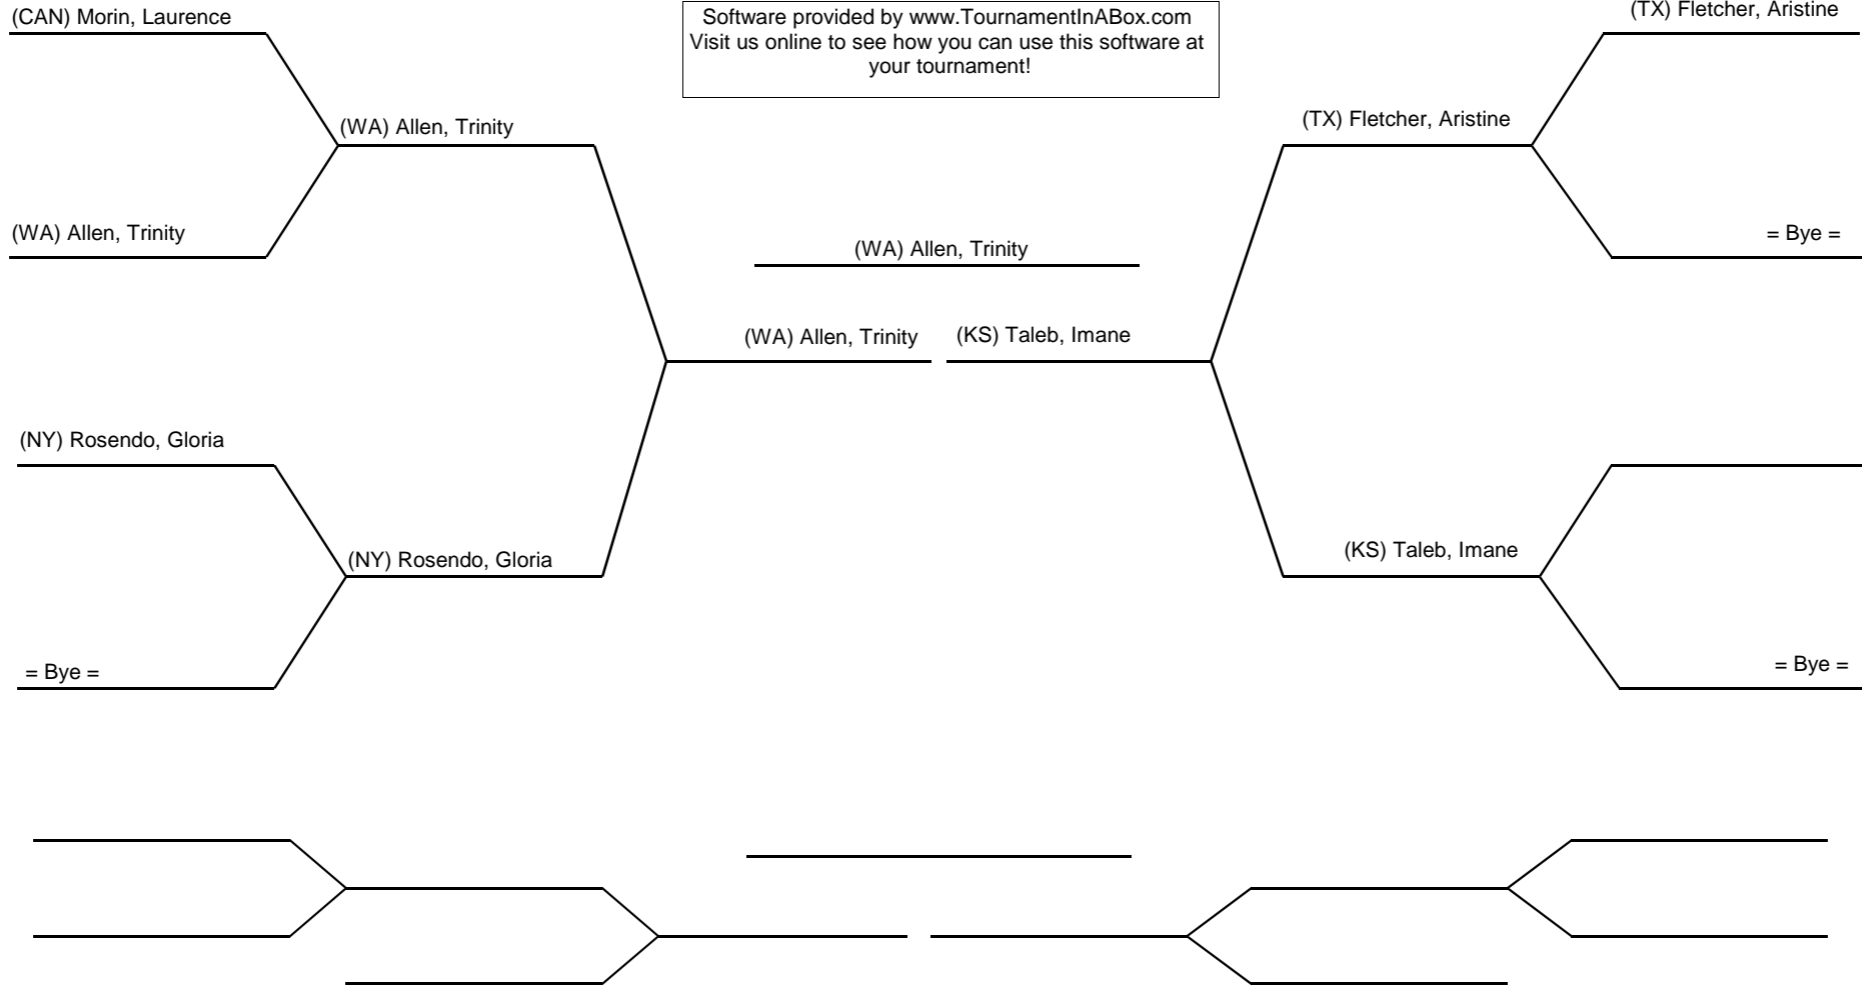 (CAN) Morin, Laurence
Software provided by www.TournamentInABox.com
Visit us online to see how you can use this software at
your tournament!
(TX) Fletcher, Aristine
(WA) Allen, Trinity
(TX) Fletcher, Aristine
(WA) Allen, Trinity
(WA) Allen, Trinity
= Bye =
(WA) Allen, Trinity
(KS) Taleb, Imane
(NY) Rosendo, Gloria
(NY) Rosendo, Gloria
(KS) Taleb, Imane
= Bye =
= Bye =